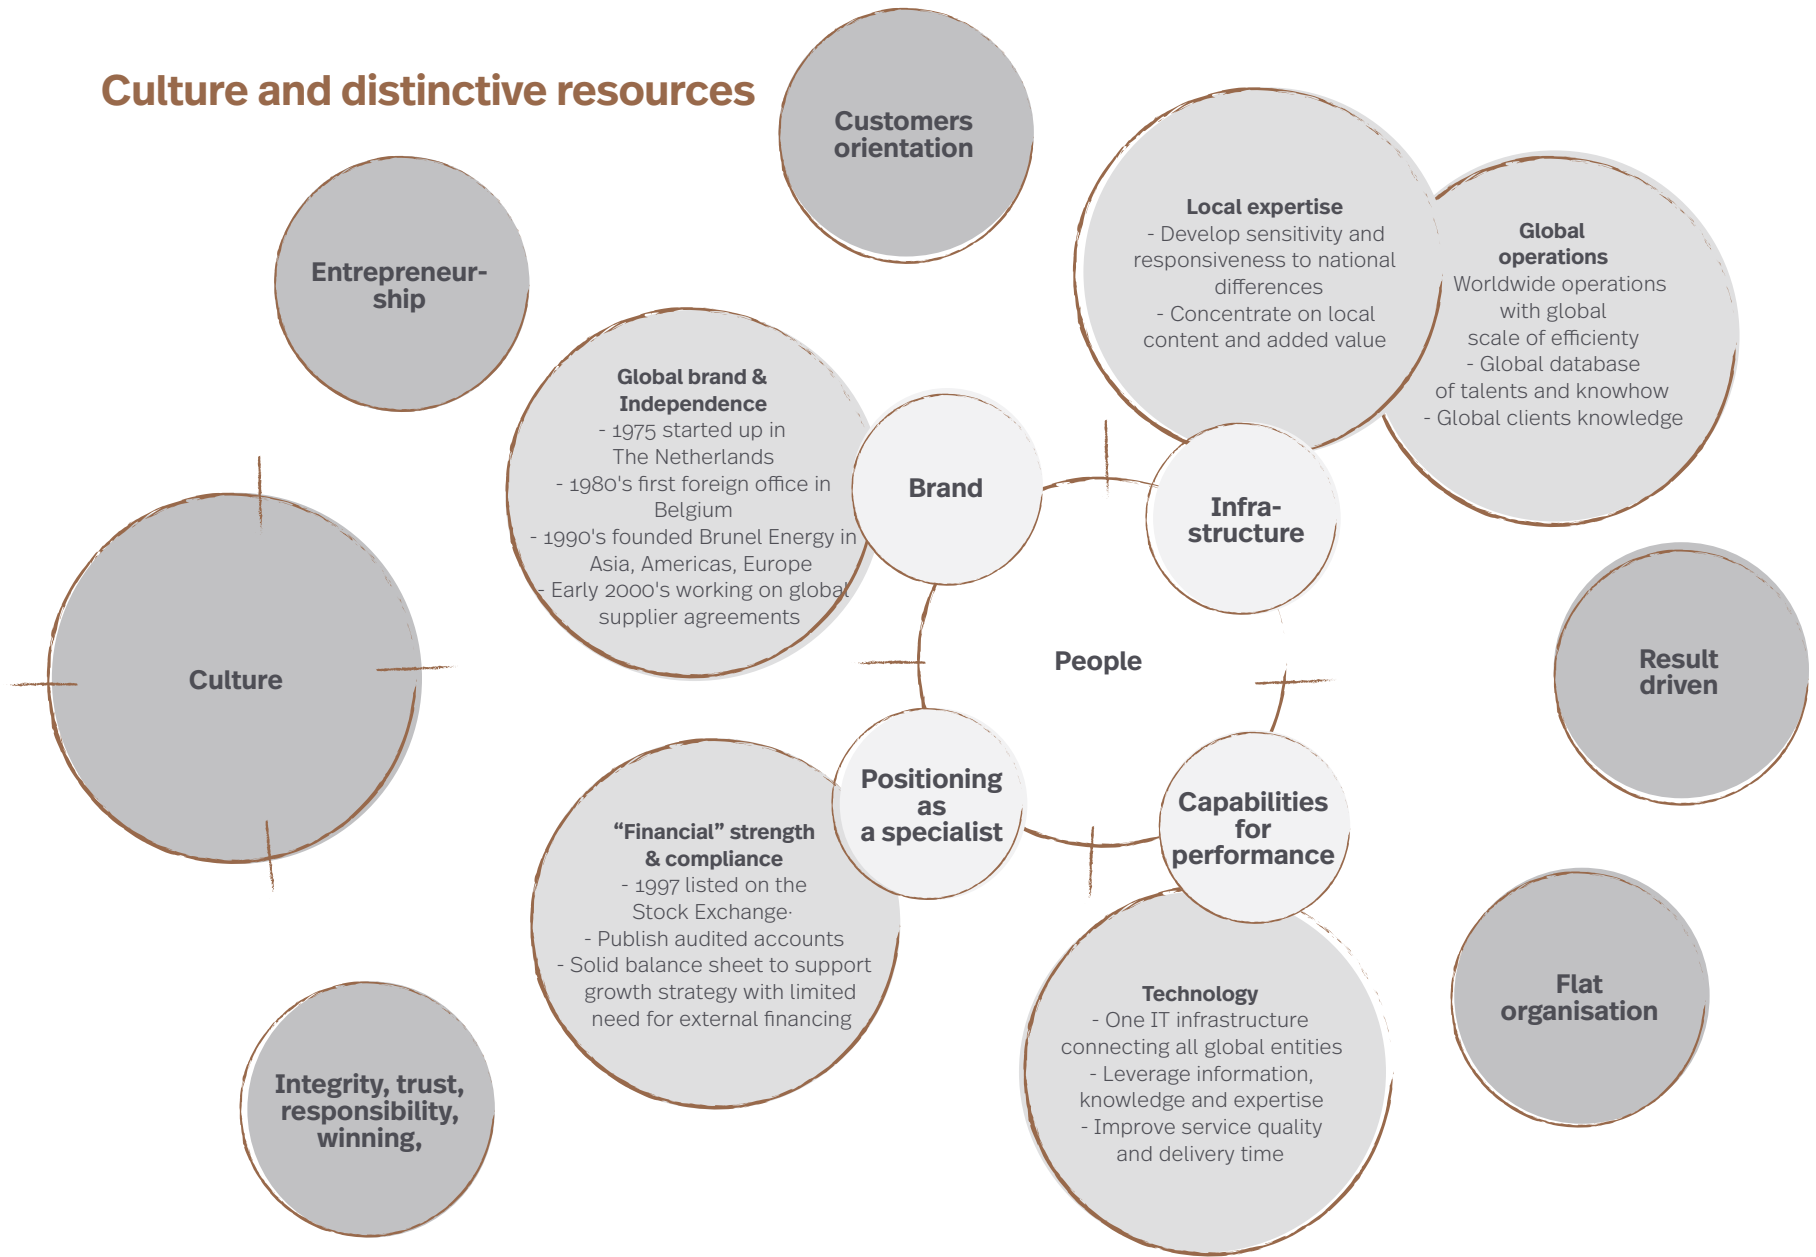 Culture and distinctive resources
Customers
orientation
Entrepreneur-
ship
Local expertise
- Develop sensitivity and
responsiveness to national
differences
- Concentrate on local
content and added value
Global
operations
Worldwide operations
with global
scale of efficienty
- Global database
of talents and knowhow
- Global clients knowledge
Global brand &
Independence
- 1975 started up in
The Netherlands
- 1980's first foreign office in
Belgium
- 1990's founded Brunel Energy in
Asia, Americas, Europe
- Early 2000's working on global
supplier agreements
Brand
Infra-
structure
Culture
People
Result
driven
Positioning
as
a specialist
Capabilities
for
performance
“Financial” strength
& compliance
- 1997 listed on the
Stock Exchange·
- Publish audited accounts
- Solid balance sheet to support
growth strategy with limited
need for external financing
Technology
- One IT infrastructure
connecting all global entities
- Leverage information,
knowledge and expertise
- Improve service quality
and delivery time
Flat
organisation
Integrity, trust,
responsibility,
winning,